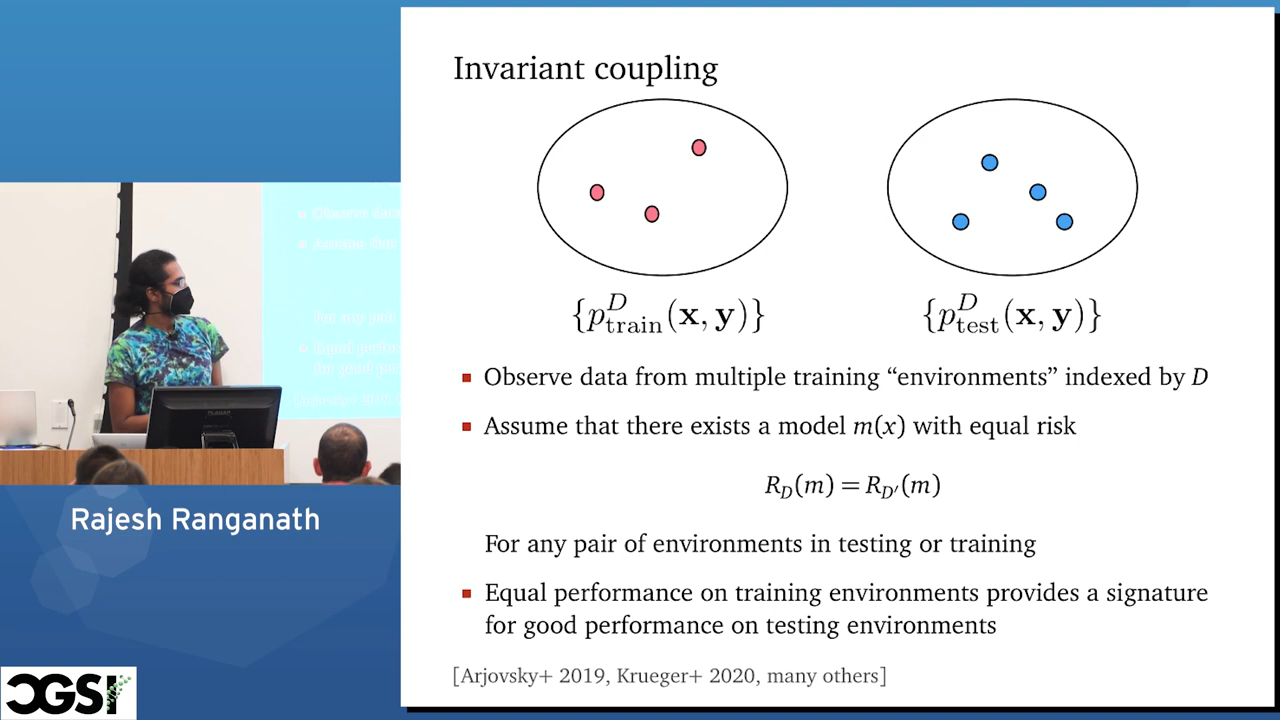 Invariant coupling
{p^D_train(x, y)}
{p^D_test(x, y)}
▪ Observe data from multiple training “environments” indexed by D
▪ Assume that there exists a model m(x) with equal risk
R_D(m) = R_D′(m)
For any pair of environments in testing or training
▪ Equal performance on training environments provides a signature
for good performance on testing environments
[Arjovsky+ 2019, Krueger+ 2020, many others]
Rajesh Ranganath
CGSI